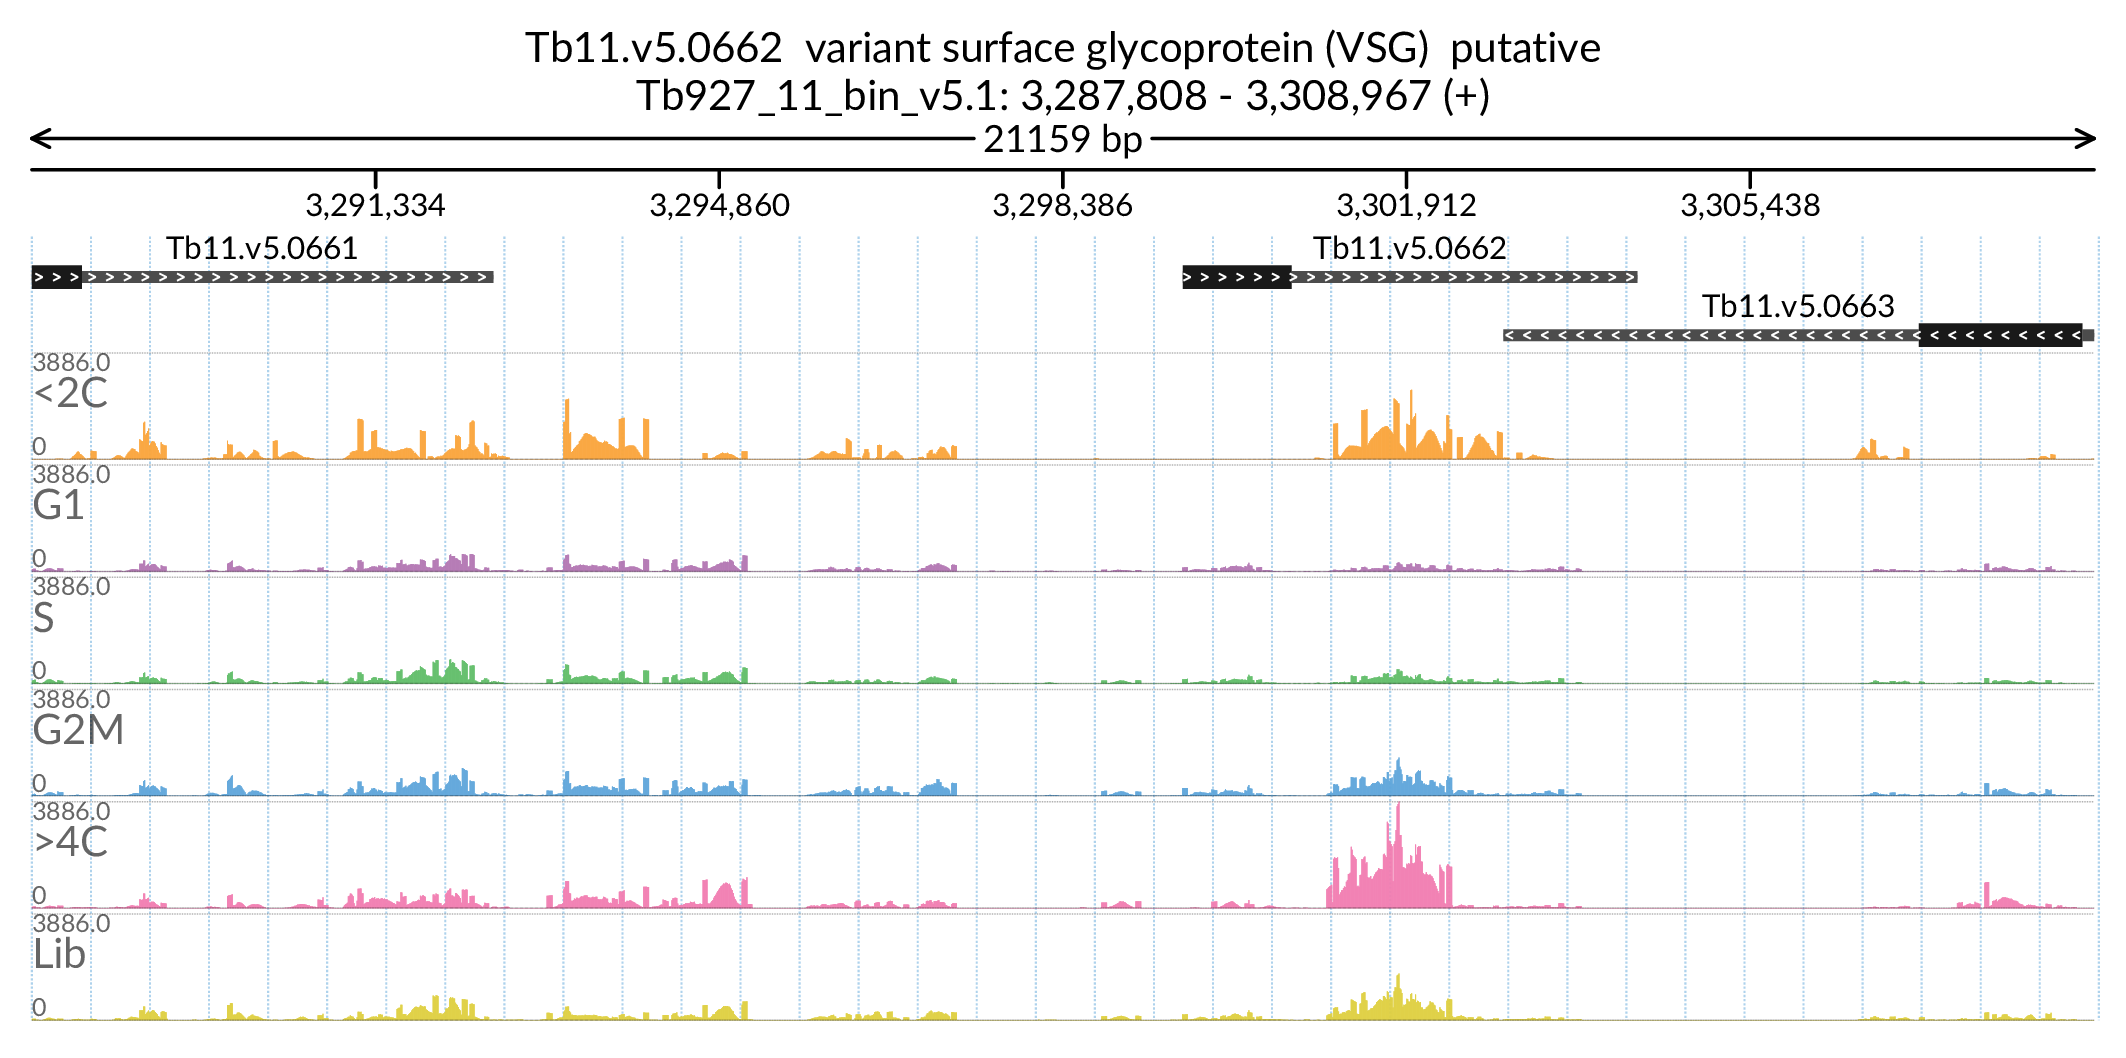 Tb11.v5.0662  variant surface glycoprotein (VSG)  putative
Tb927_11_bin_v5.1: 3,287,808 - 3,308,967 (+)
21159 bp
3,291,334 3,294,860 3,298,386 3,301,912 3,305,438
Tb11.v5.0661 Tb11.v5.0662
Tb11.v5.0663
3886.0
<2C
0
3886.0
G1
0
3886.0
S
0
3886.0
G2M
0
3886.0
>4C
0
3886.0
Lib
0